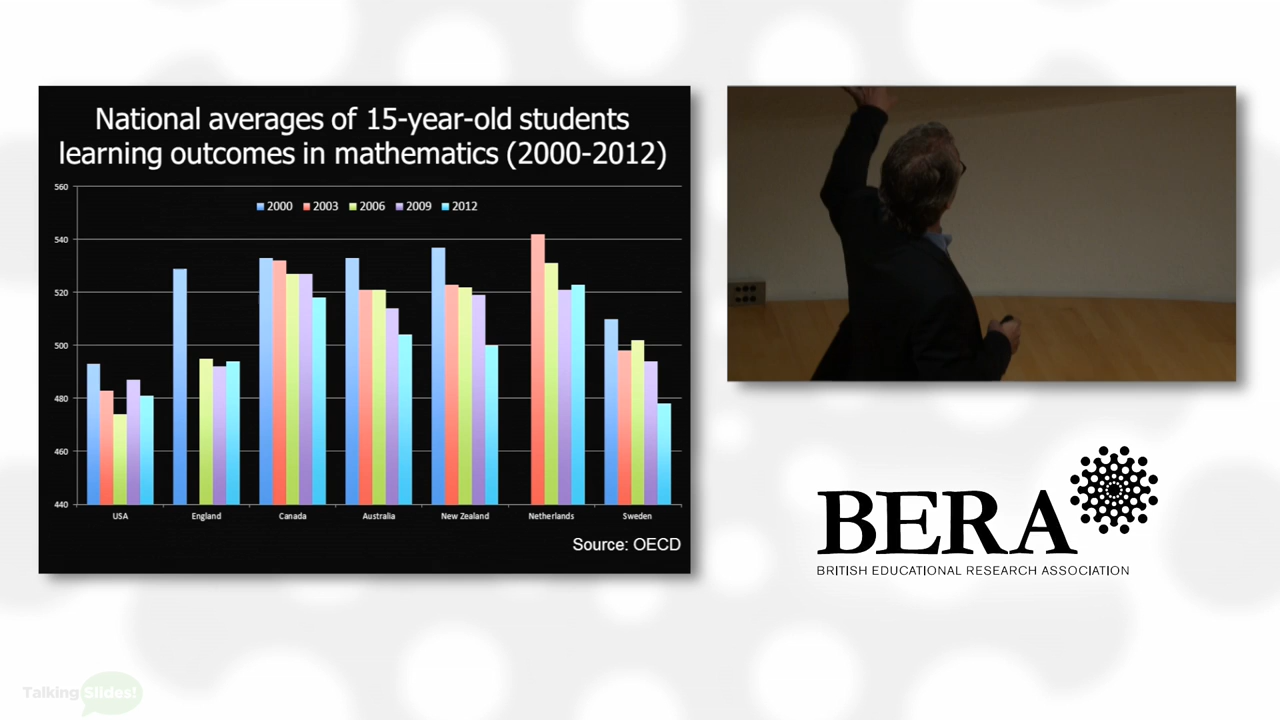 National averages of 15-year-old students
learning outcomes in mathematics (2000-2012)
560
2000 2003 2006 2009 2012
540
520
500
480
460
440
USA England Canada Australia New Zealand Netherlands Sweden
Source: OECD
BERA
BRITISH EDUCATIONAL RESEARCH ASSOCIATION
Talking Slides!